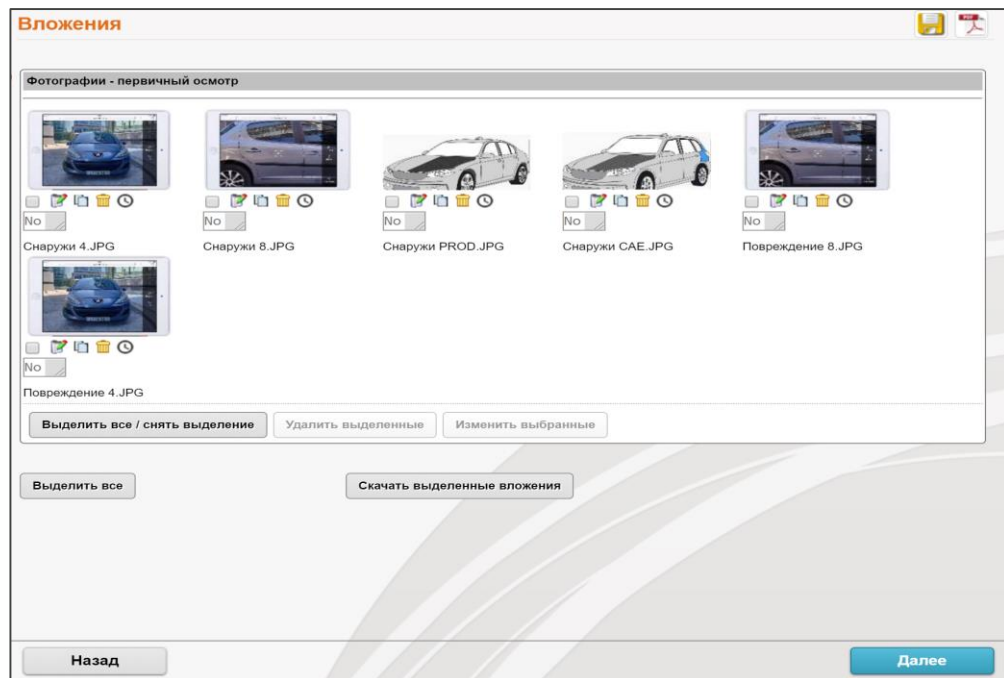 Вложения
PDF
Фотографии - первичный осмотр
No No No No No
Снаружи 4.JPG Снаружи 8.JPG Снаружи PROD.JPG Снаружи CAE.JPG Повреждение 8.JPG
No
Повреждение 4.JPG
Выделить все / снять выделение Удалить выделенные Изменить выбранные
Выделить все Скачать выделенные вложения
Назад Далее